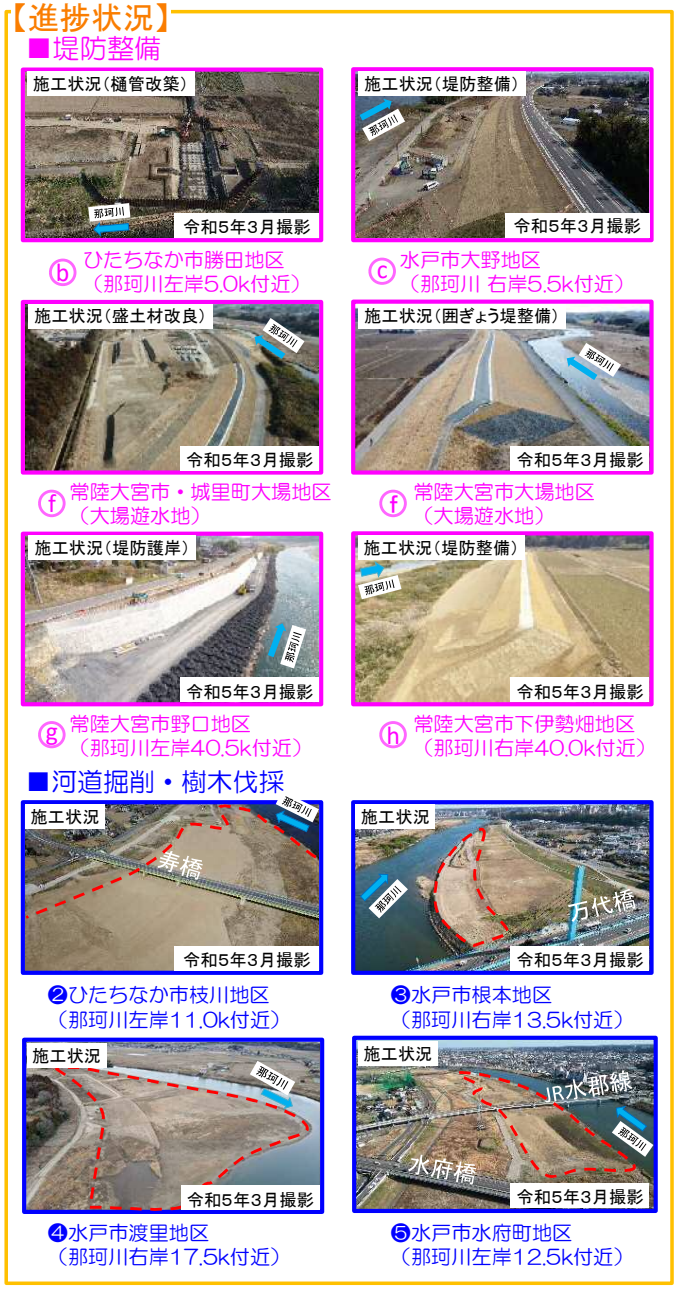 【進捗状況】
■堤防整備
施工状況(樋管改築)
那珂川
令和5年3月撮影
ⓑ ひたちなか市勝田地区
(那珂川左岸5.0k付近)
施工状況(堤防整備)
那珂川
令和5年3月撮影
ⓒ 水戸市大野地区
(那珂川 右岸5.5k付近)
施工状況(盛土材改良)
那珂川
令和5年3月撮影
ⓕ 常陸大宮市・城里町大場地区
(大場遊水地)
施工状況(囲ぎょう堤整備)
那珂川
令和5年3月撮影
ⓕ 常陸大宮市大場地区
(大場遊水地)
施工状況(堤防護岸)
那珂川
令和5年3月撮影
ⓖ 常陸大宮市野口地区
(那珂川左岸40.5k付近)
施工状況(堤防整備)
那珂川
令和5年3月撮影
ⓗ 常陸大宮市下伊勢畑地区
(那珂川右岸40.0k付近)
■河道掘削・樹木伐採
施工状況
那珂川
寿橋
令和5年3月撮影
❷ひたちなか市枝川地区
(那珂川左岸11.0k付近)
施工状況
那珂川
万代橋
令和5年3月撮影
❸水戸市根本地区
(那珂川右岸13.5k付近)
施工状況
那珂川
令和5年3月撮影
❹水戸市渡里地区
(那珂川右岸17.5k付近)
施工状況
JR水郡線
那珂川
水府橋
令和5年3月撮影
❺水戸市水府町地区
(那珂川左岸12.5k付近)